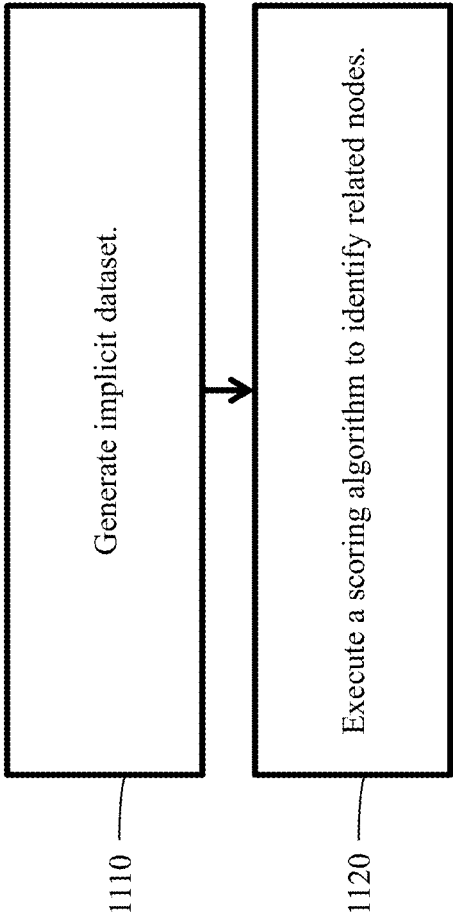 Generate implicit dataset.
1110
Execute a scoring algorithm to identify related nodes.
1120